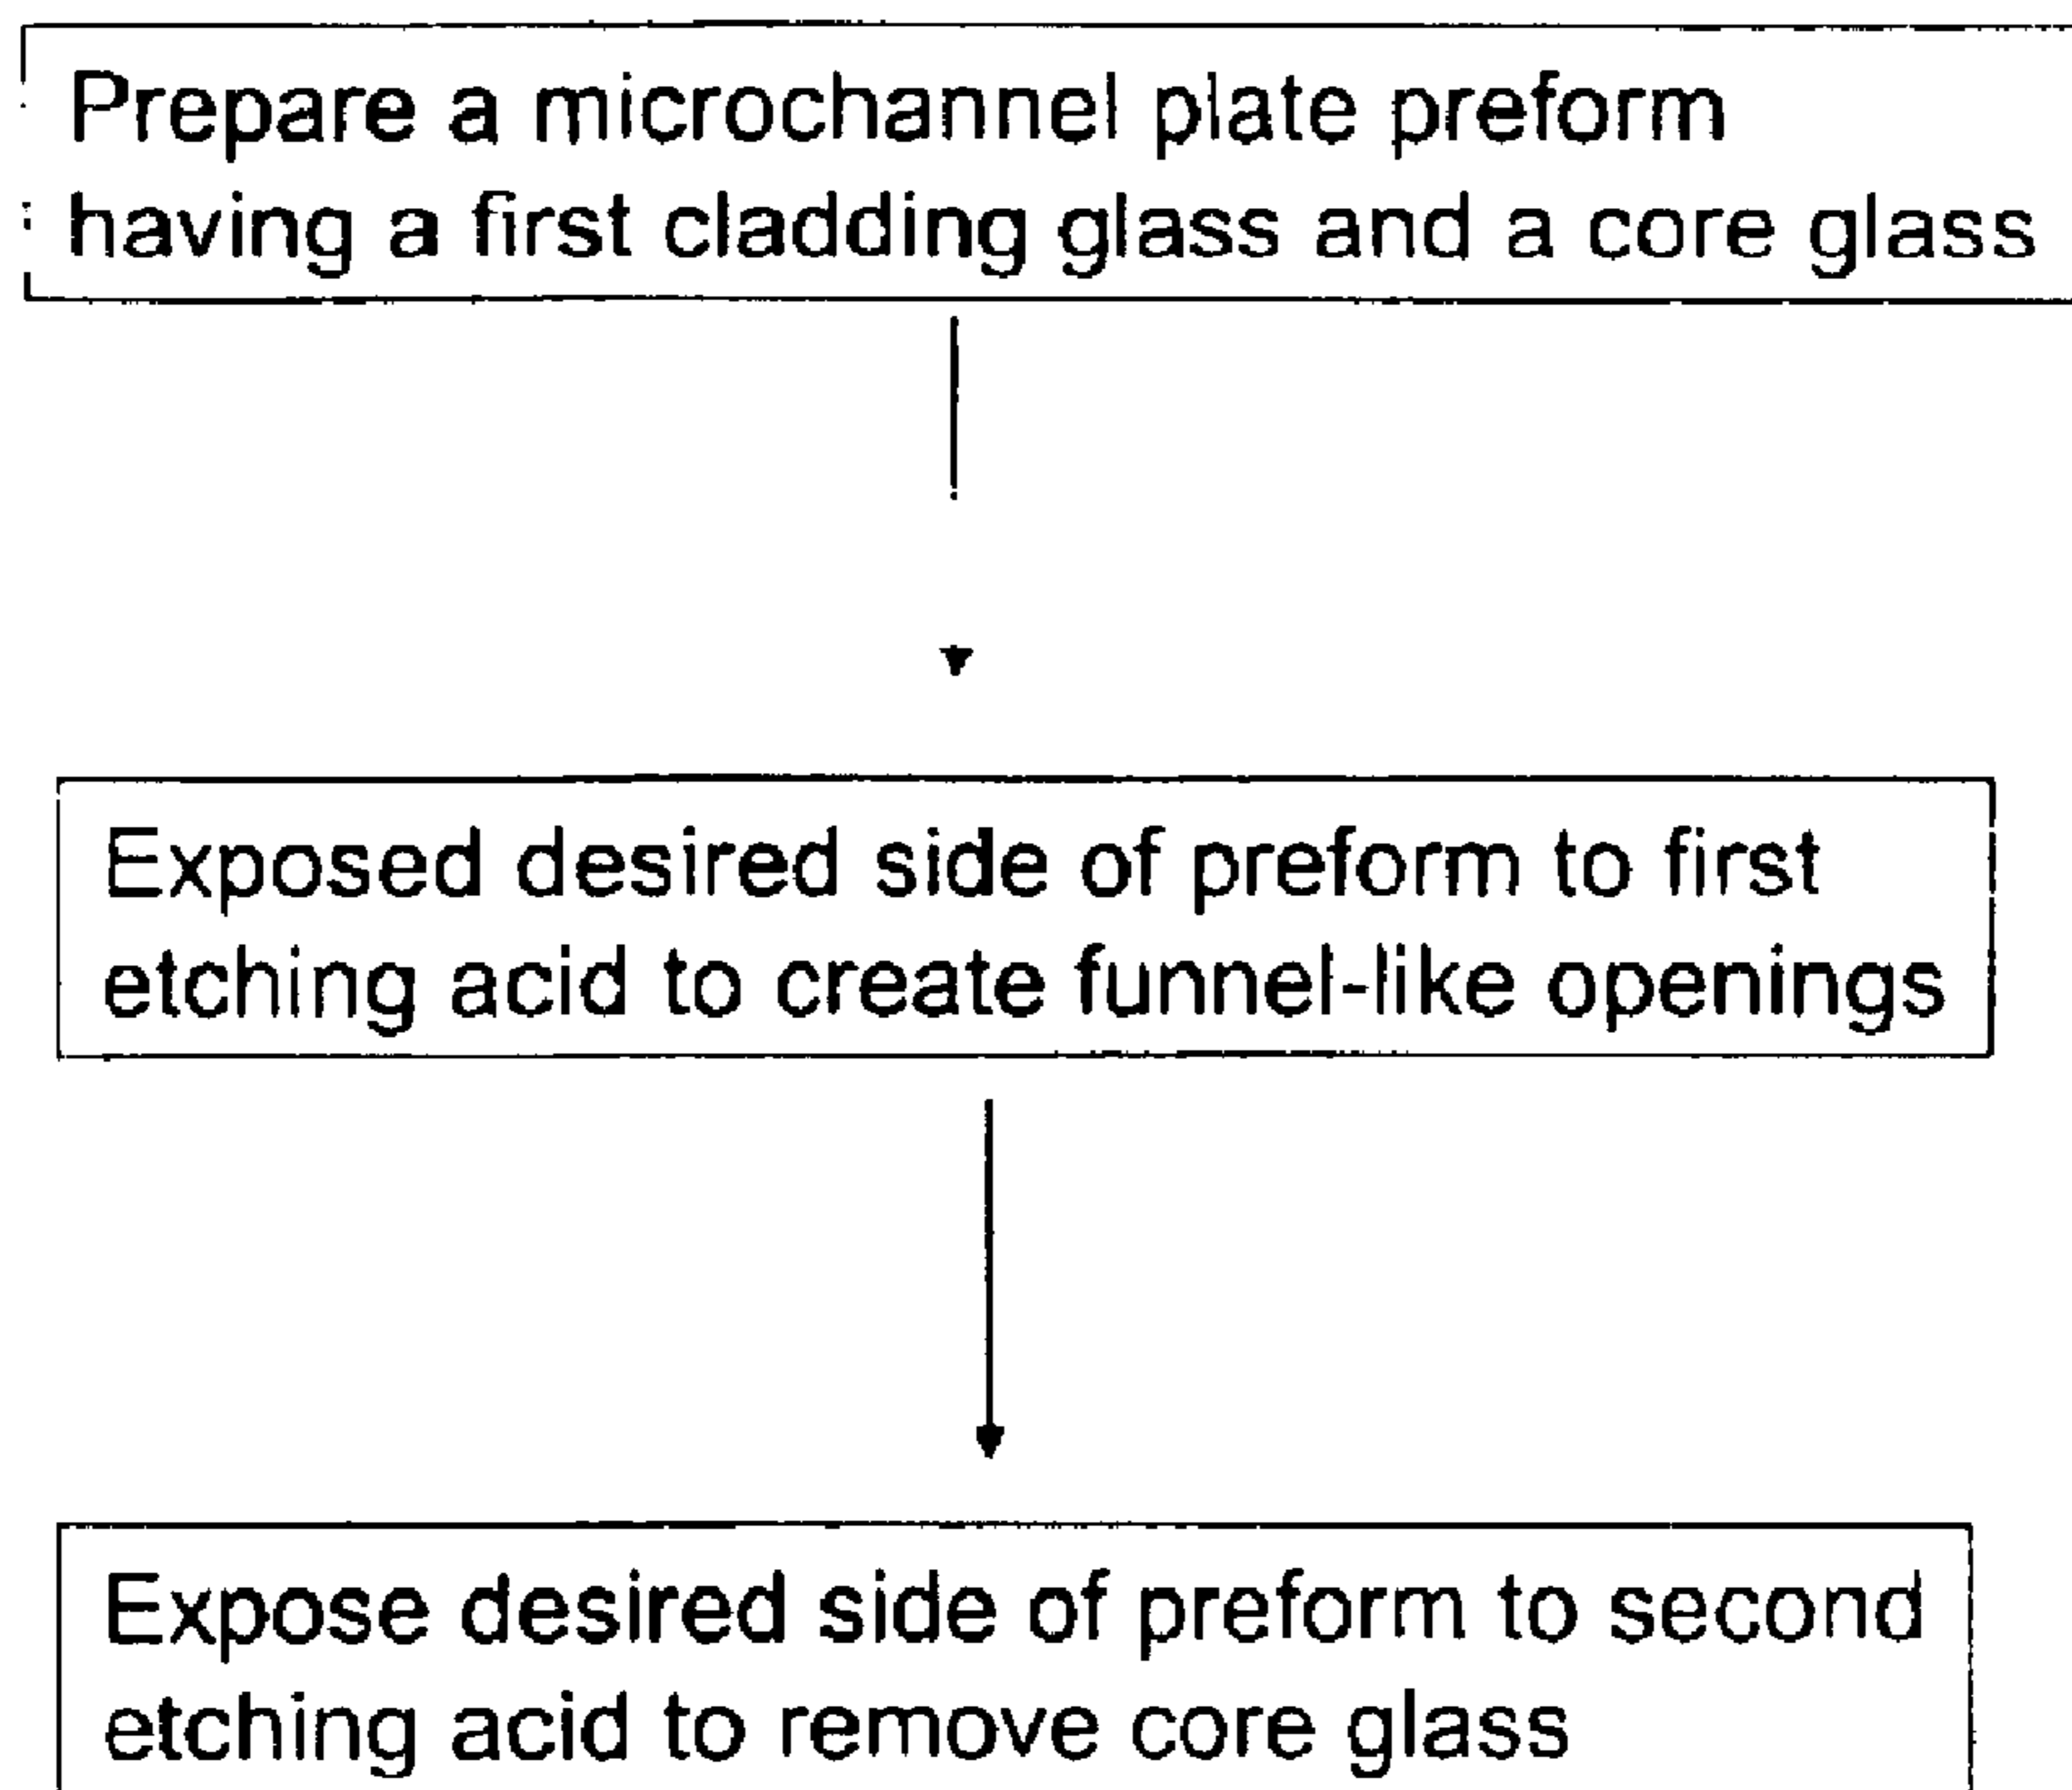 Prepare a microchannel plate preform
having a first cladding glass and a core glass
Exposed desired side of preform to first
etching acid to create funnel-like openings
Expose desired side of preform to second
etching acid to remove core glass